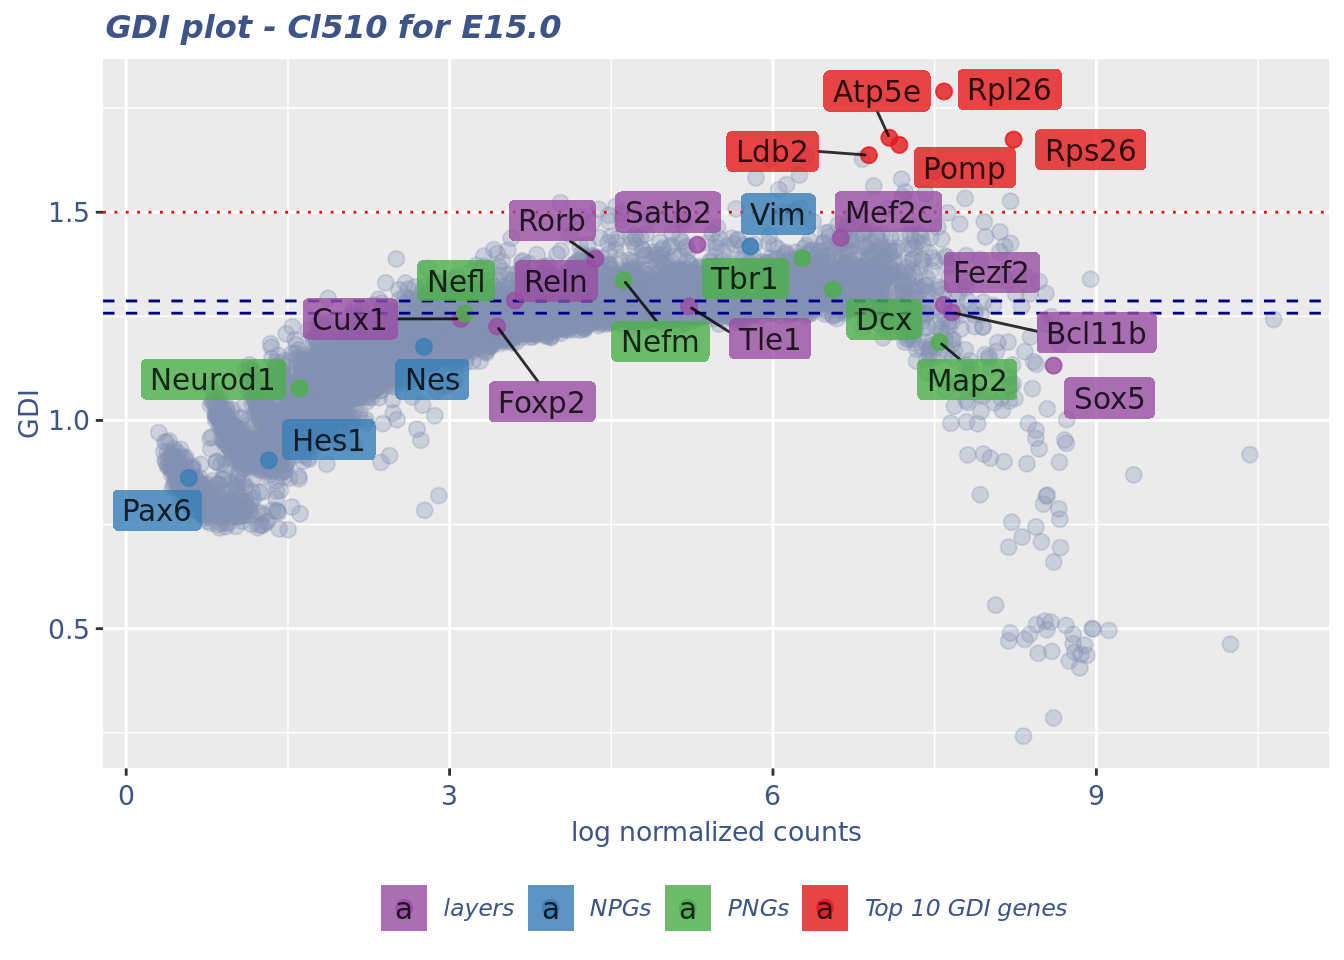 GDI plot - Cl510 for E15.0
Atp5e
Rpl26
Ldb2
Rps26
Pomp
Rorb
Satb2
Vim
Mef2c
Nefl
Reln
Tbr1
Fezf2
Cux1
Dcx
Bcl11b
Nefm
Tle1
Neurod1
Nes
Map2
Foxp2
Sox5
Hes1
Pax6
GDI
1.5
1.0
0.5
0
3
6
9
log normalized counts
a layers a NPGs a PNGs a Top 10 GDI genes